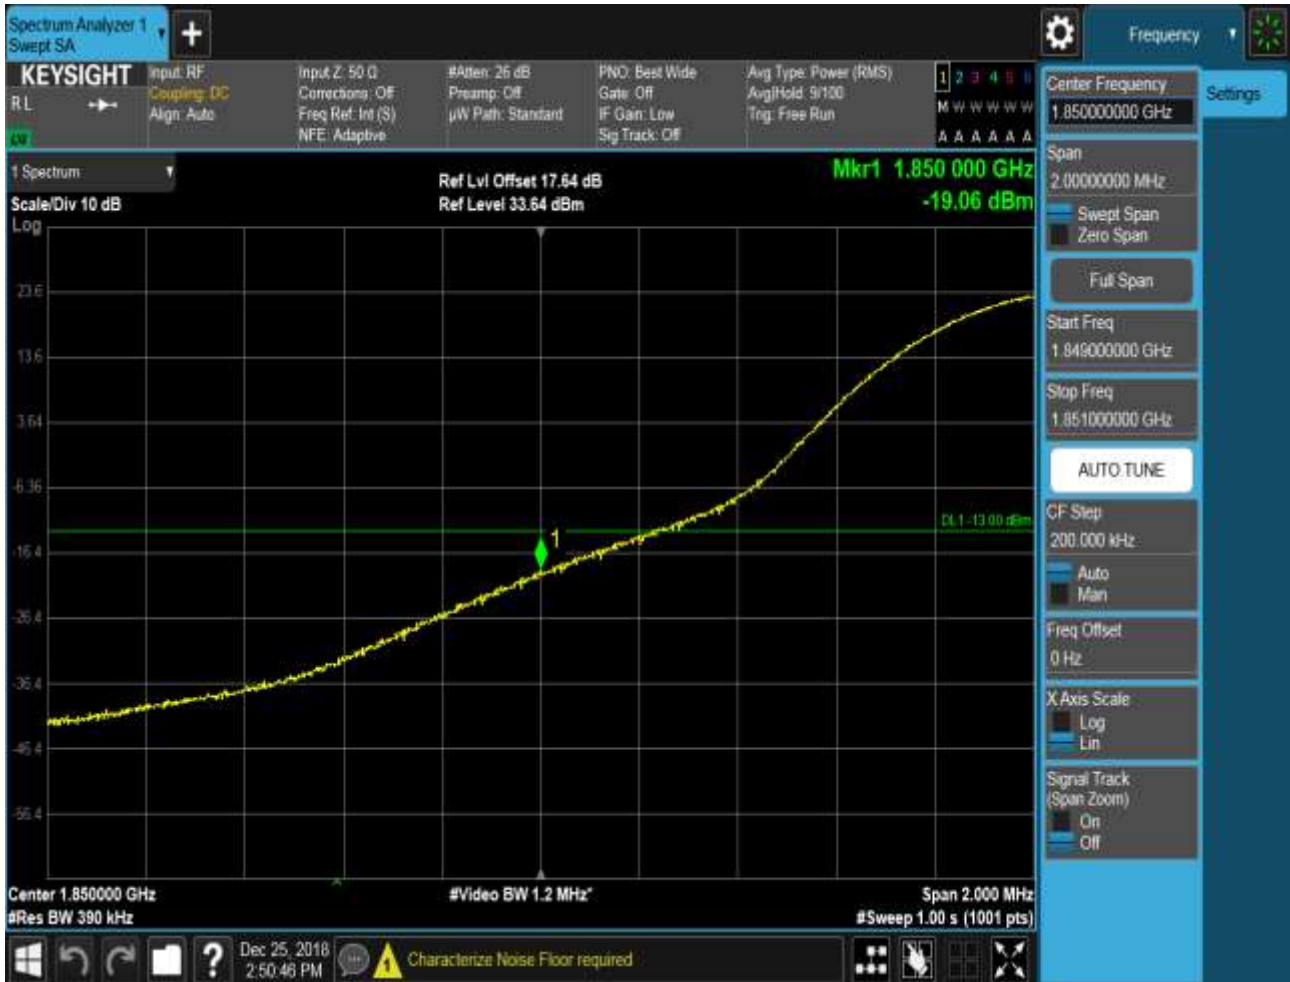 Spectrum Analyzer 1
Swept SA
+
Frequency
KEYSIGHT
RL
Input: RF
Coupling: DC
Align: Auto
Input Z: 50 Ω
Corrections: Off
Freq Ref: Int (S)
NFE: Adaptive
#Atten: 26 dB
Preamp: Off
µW Path: Standard
PNO: Best Wide
Gate: Off
IF Gain: Low
Sig Track: Off
Avg Type: Power (RMS)
Avg|Hold: 9/100
Trig: Free Run
1 2 3 4 5 6
M W W W W W
A A A A A A
1 Spectrum
Scale/Div 10 dB
Log
Ref Lvl Offset 17.64 dB
Ref Level 33.64 dBm
Mkr1 1.850 000 GHz
-19.06 dBm
23.6
13.6
3.64
-6.36
-16.4
-26.4
-36.4
-46.4
-56.4
1
DL1 -13.00 dBm
Center 1.850000 GHz
#Res BW 390 kHz
#Video BW 1.2 MHz*
Span 2.000 MHz
#Sweep 1.00 s (1001 pts)
Center Frequency
1.850000000 GHz
Settings
Span
2.00000000 MHz
Swept Span
Zero Span
Full Span
Start Freq
1.849000000 GHz
Stop Freq
1.851000000 GHz
AUTO TUNE
CF Step
200.000 kHz
Auto
Man
Freq Offset
0 Hz
X Axis Scale
Log
Lin
Signal Track
(Span Zoom)
On
Off
?
Dec 25, 2018
2:50:46 PM
1
Characterize Noise Floor required